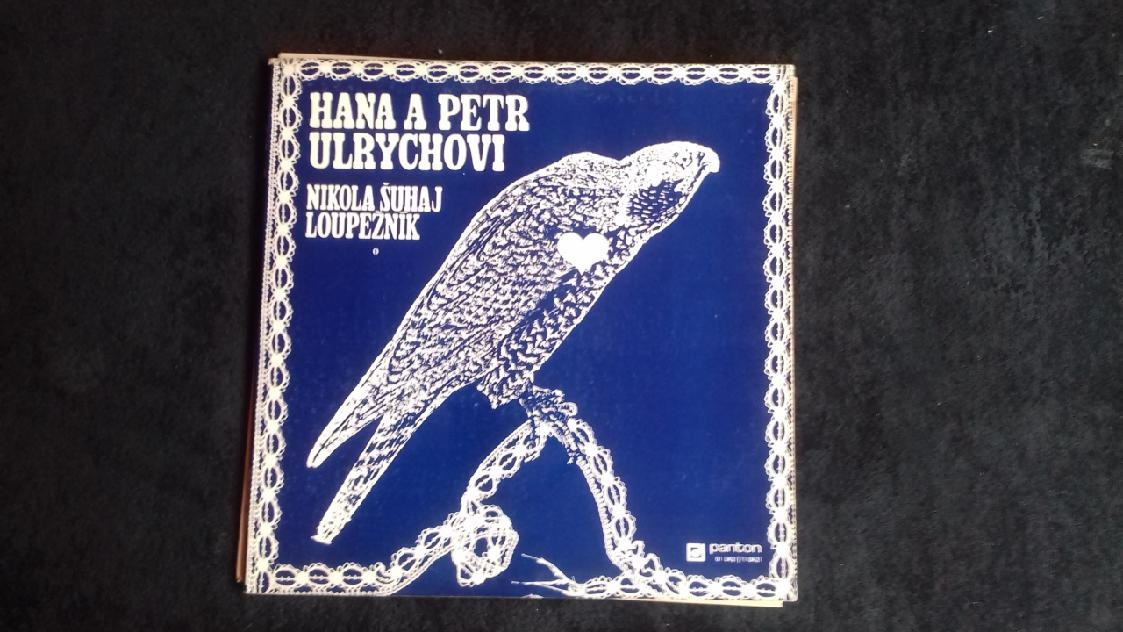 HANA A PETR
ULRYCHOVI
NIKOLA ŠUHAJ
LOUPEŽNÍK
panton